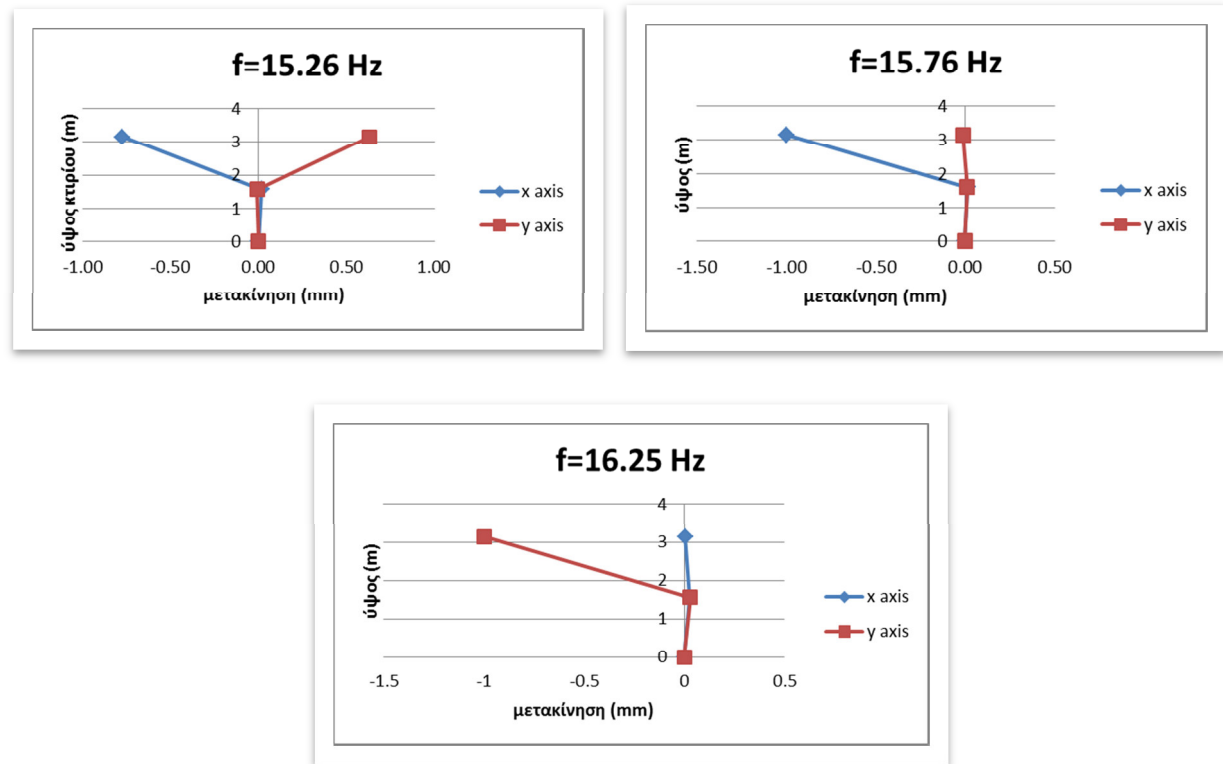 f=15.26 Hz
ύψος κτιρίου (m)
4
3
2
1
0
-1.00 -0.50 0.00 0.50 1.00
μετακίνηση (mm)
x axis
y axis
f=15.76 Hz
ύψος (m)
4
3
2
1
0
-1.50 -1.00 -0.50 0.00 0.50
μετακίνηση (mm)
x axis
y axis
f=16.25 Hz
ύψος (m)
4
3
2
1
0
-1.5 -1 -0.5 0 0.5
μετακίνηση (mm)
x axis
y axis